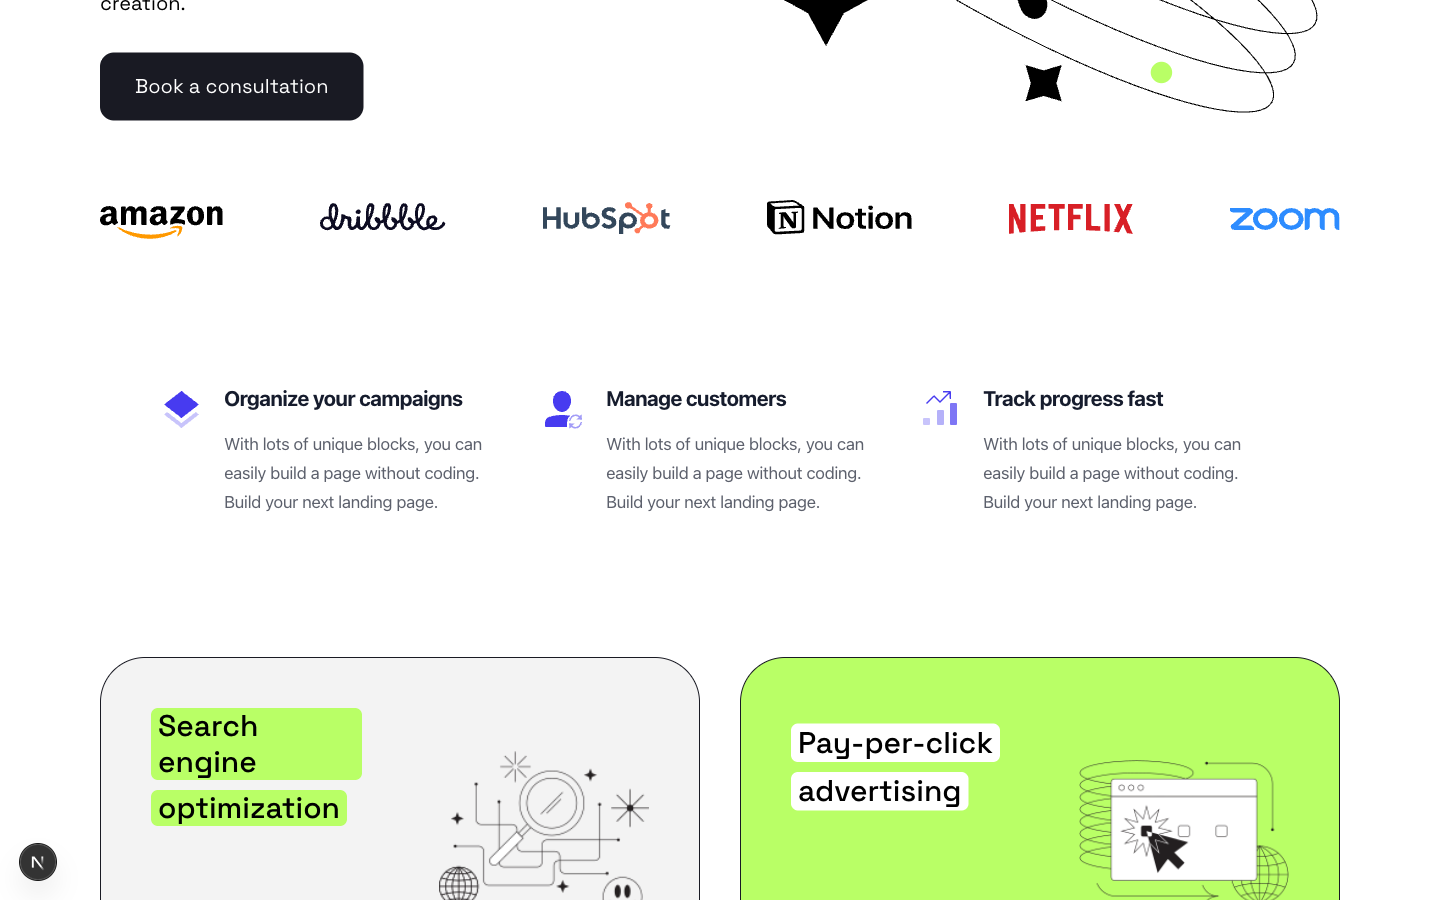 creation.
Book a consultation
amazon
dribbble
HubSpot
Notion
NETFLIX
zoom
Organize your campaigns
With lots of unique blocks, you can
easily build a page without coding.
Build your next landing page.
Manage customers
With lots of unique blocks, you can
easily build a page without coding.
Build your next landing page.
Track progress fast
With lots of unique blocks, you can
easily build a page without coding.
Build your next landing page.
Search
engine
optimization
Pay-per-click
advertising
N